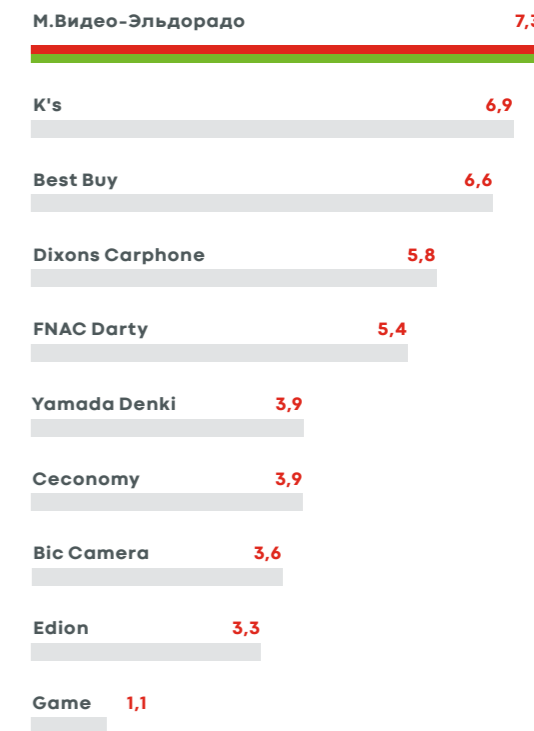 М.Видео-Эльдорадо 7,3
K's 6,9
Best Buy 6,6
Dixons Carphone 5,8
FNAC Darty 5,4
Yamada Denki 3,9
Ceconomy 3,9
Bic Camera 3,6
Edion 3,3
Game 1,1